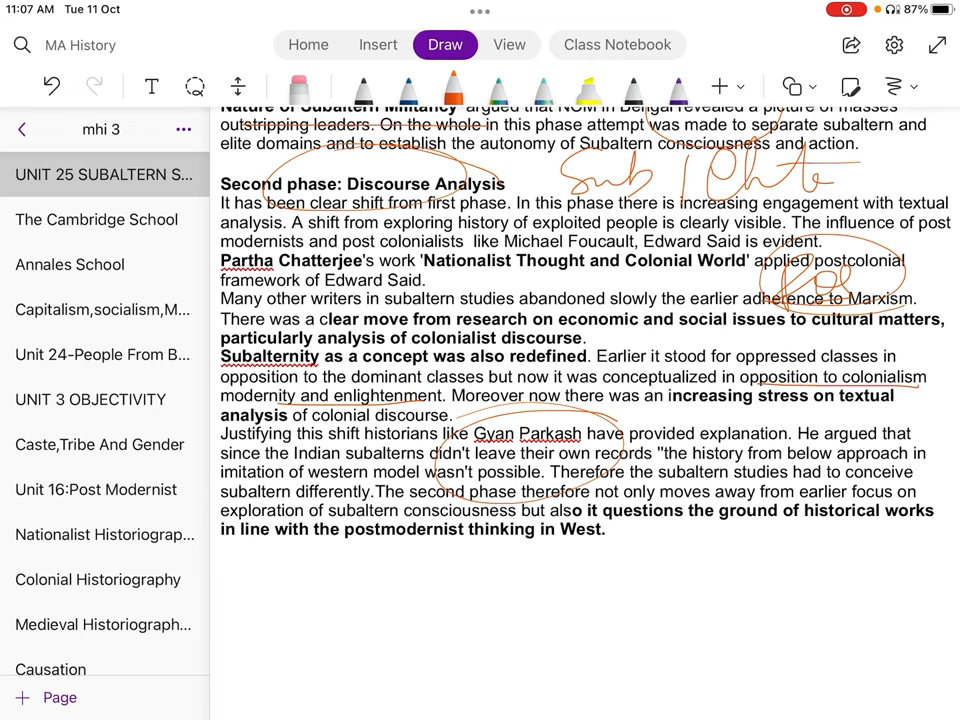 11:07 AM Tue 11 Oct
87%
MA History
Home Insert Draw View Class Notebook
T
mhi 3
UNIT 25 SUBALTERN S...
The Cambridge School
Annales School
Capitalism,socialism,M...
Unit 24-People From B...
UNIT 3 OBJECTIVITY
Caste,Tribe And Gender
Unit 16:Post Modernist
Nationalist Historiograp...
Colonial Historiography
Medieval Historiograph...
Causation
Page
Nature of Subaltern Militancy' argued that NCM in Bengal revealed a picture of masses
outstripping leaders. On the whole in this phase attempt was made to separate subaltern and
elite domains and to establish the autonomy of Subaltern consciousness and action.
Sub
Second phase: Discourse Analysis
It has been clear shift from first phase. In this phase there is increasing engagement with textual
analysis. A shift from exploring history of exploited people is clearly visible. The influence of post
modernists and post colonialists like Michael Foucault, Edward Said is evident.
Partha Chatterjee's work 'Nationalist Thought and Colonial World' applied postcolonial
framework of Edward Said.
Many other writers in subaltern studies abandoned slowly the earlier adherence to Marxism.
There was a clear move from research on economic and social issues to cultural matters,
particularly analysis of colonialist discourse.
Subalternity as a concept was also redefined. Earlier it stood for oppressed classes in
opposition to the dominant classes but now it was conceptualized in opposition to colonialism
modernity and enlightenment. Moreover now there was an increasing stress on textual
analysis of colonial discourse.
Justifying this shift historians like Gyan Parkash have provided explanation. He argued that
since the Indian subalterns didn't leave their own records "the history from below approach in
imitation of western model wasn't possible. Therefore the subaltern studies had to conceive
subaltern differently.The second phase therefore not only moves away from earlier focus on
exploration of subaltern consciousness but also it questions the ground of historical works
in line with the postmodernist thinking in West.